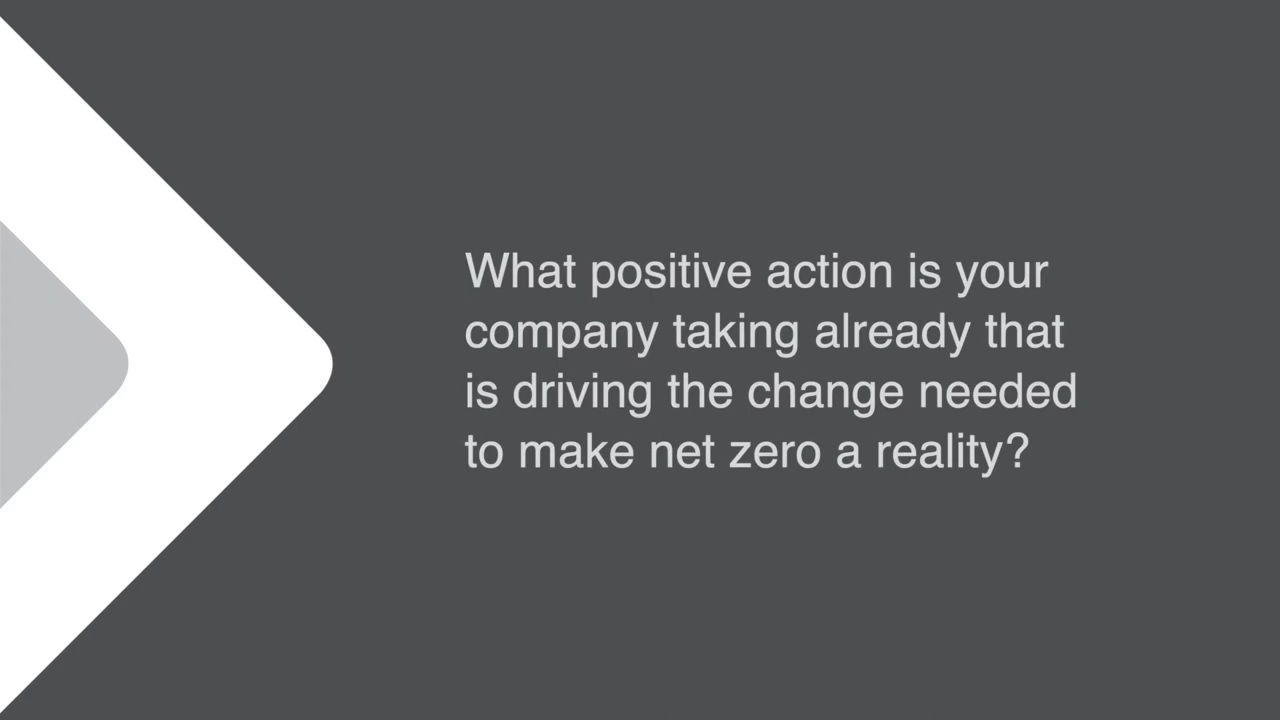 What positive action is your
company taking already that
is driving the change needed
to make net zero a reality?